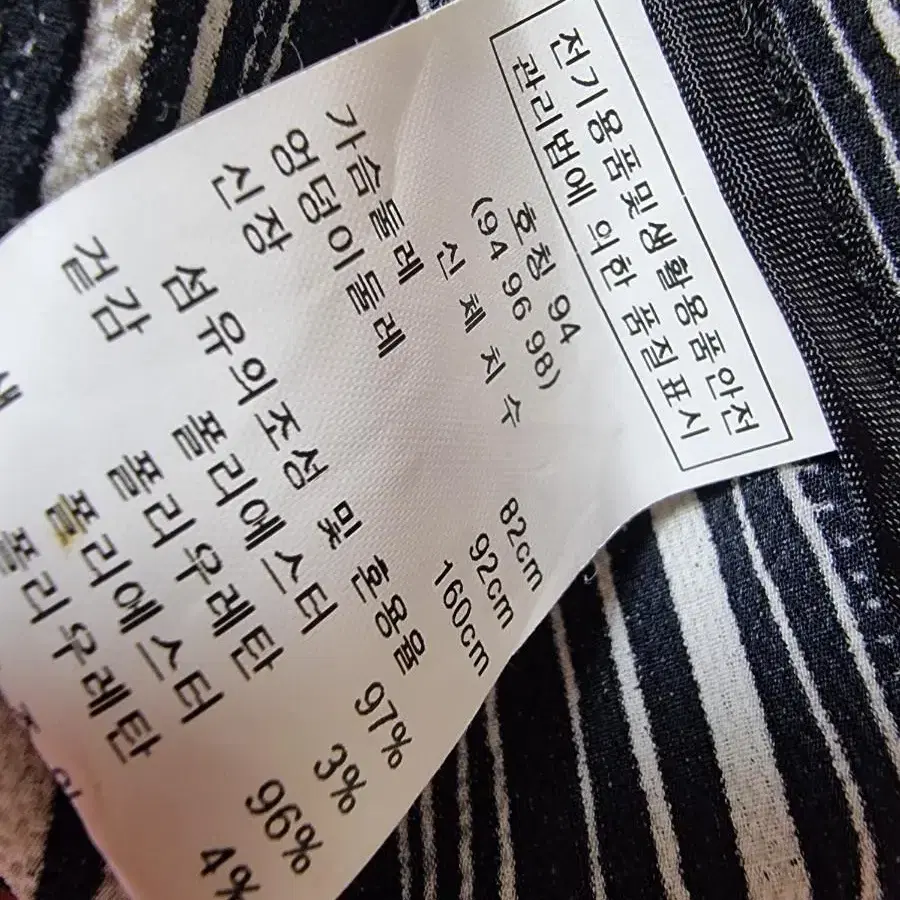 전기용품및생활용품안전
관리법에 의한 품질표시
호칭 94
(94 96 98)
신 체 치 수
가슴둘레 82cm
엉덩이둘레 92cm
신장 160cm
섬유의조성 및 혼용율
겉감 폴리에스터 97%
폴리우레탄 3%
폴리에스터 96%
폴리우레탄 4%